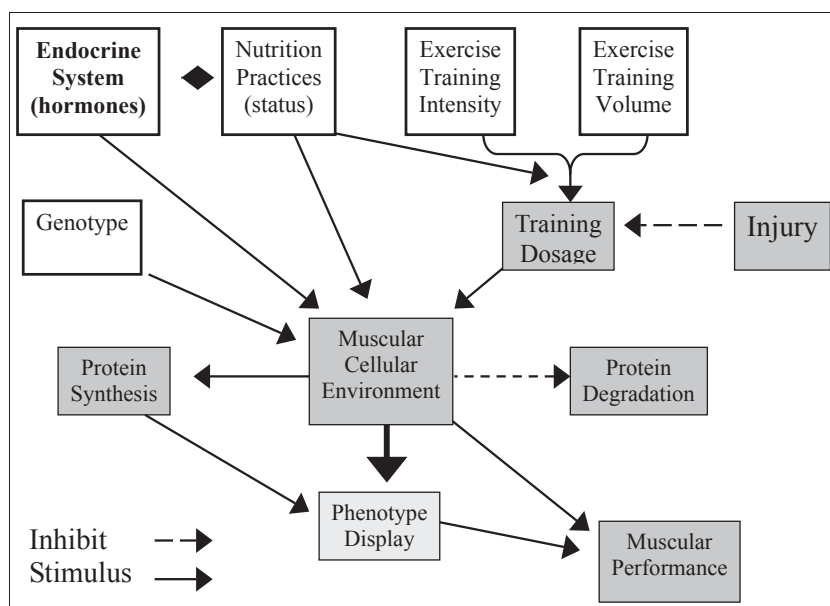 Endocrine
System
(hormones)
Nutrition
Practices
(status)
Exercise
Training
Intensity
Exercise
Training
Volume
Genotype
Training
Dosage
Injury
Protein
Synthesis
Muscular
Cellular
Environment
Protein
Degradation
Phenotype
Display
Muscular
Performance
Inhibit
Stimulus